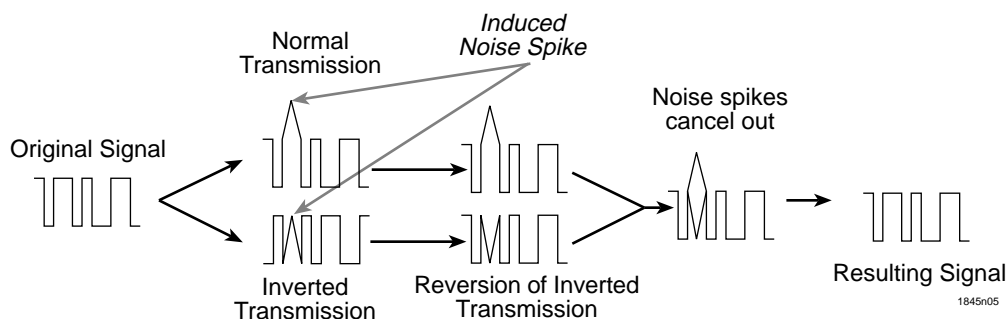 Induced
Noise Spike
Normal
Transmission
Noise spikes
cancel out
Original Signal
Inverted
Transmission
Reversion of Inverted
Transmission
Resulting Signal
1845n05